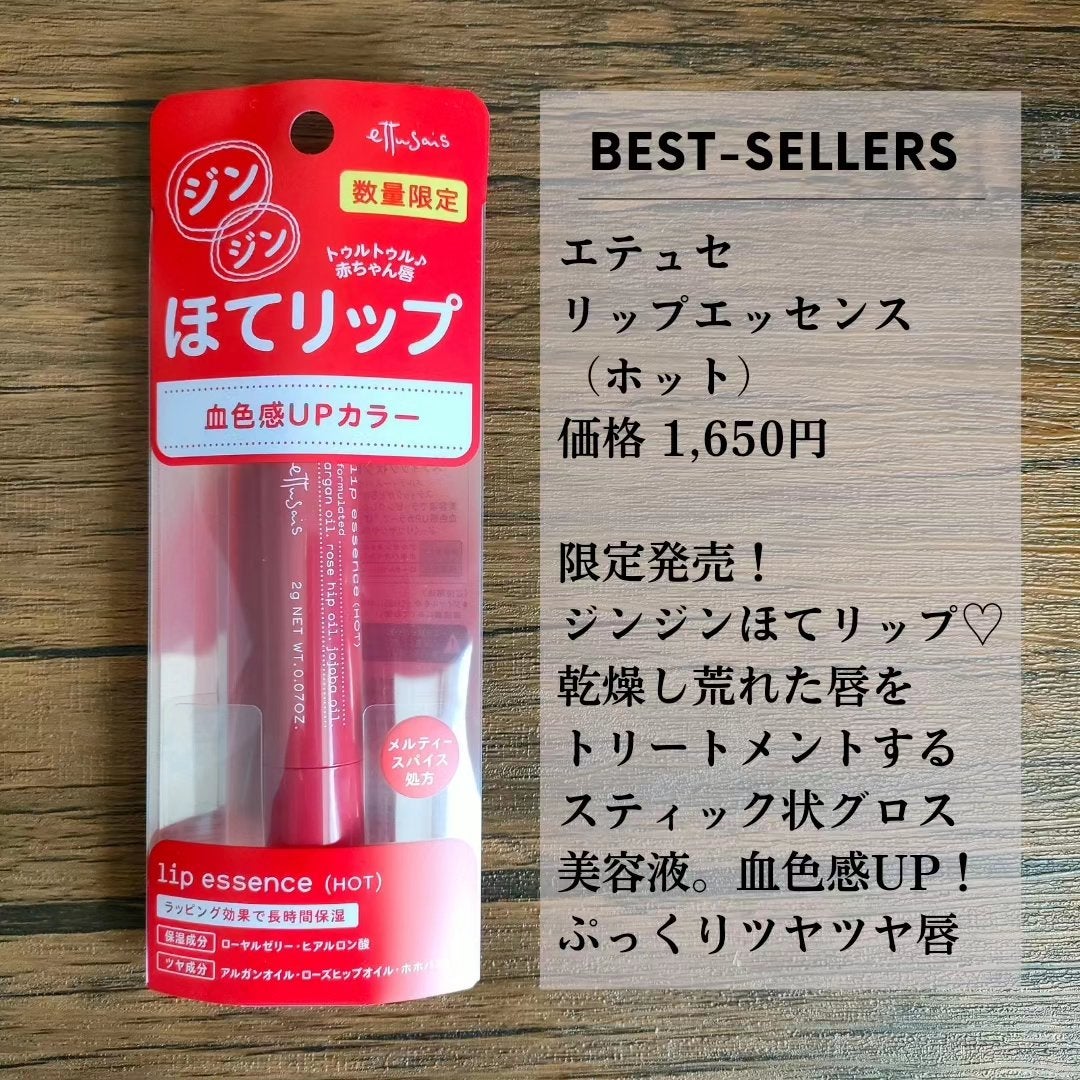 ettusais
ジン
ジン
数量限定
トゥルトゥル♪
赤ちゃん唇
ほてリップ
血色感UPカラー
ettusais
lip essence (HOT)
formulated
argan oil, rose hip oil, jojoba oil.
2g NET WT.0.07OZ.
メルティー
スパイス
処方
lip essence (HOT)
ラッピング効果で長時間保湿
保湿成分 ローヤルゼリー・ヒアルロン酸
ツヤ成分 アルガンオイル・ローズヒップオイル・ホホバ
BEST-SELLERS
エテュセ
リップエッセンス
（ホット）
価格 1,650円
限定発売！
ジンジンほてリップ♡
乾燥し荒れた唇を
トリートメントする
スティック状グロス
美容液。血色感UP！
ぷっくりツヤツヤ唇